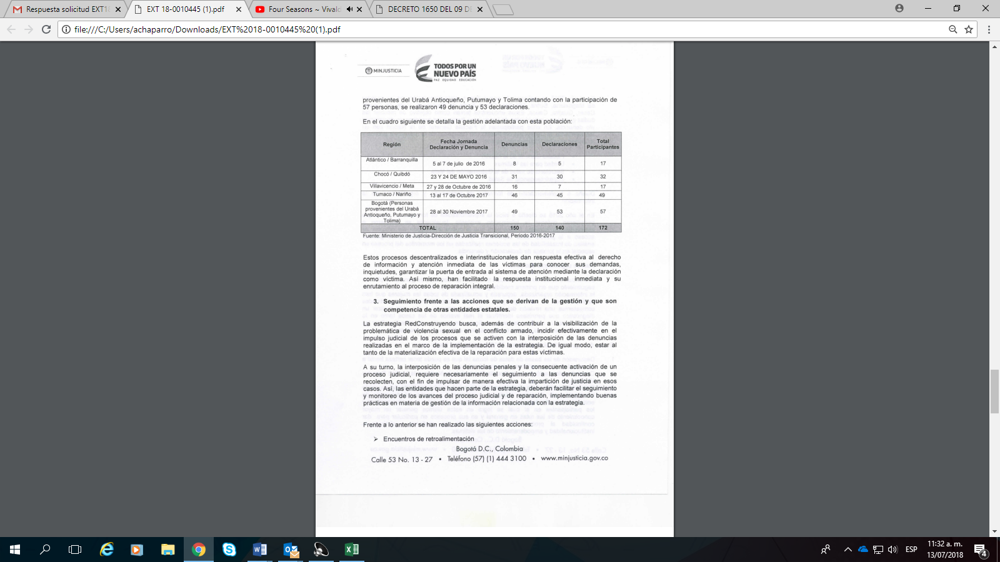 Respuesta solicitud EXT1
EXT 18-0010445 (1).pdf
Four Seasons ~ Vivald
DECRETO 1650 DEL 09 DE
file:///C:/Users/achaparro/Downloads/EXT%2018-0010445%20(1).pdf
MINJUSTICIA
TODOS POR UN
NUEVO PAÍS
PAZ EQUIDAD EDUCACIÓN
provenientes del Urabá Antioqueño, Putumayo y Tolima contando con la participación de
57 personas, se realizaron 49 denuncia y 53 declaraciones.
En el cuadro siguiente se detalla la gestión adelantada con esta población:
Región | Fecha Jornada Declaración y Denuncia | Denuncias | Declaraciones | Total Participantes
Atlántico / Barranquilla | 5 al 7 de julio de 2016 | 8 | 5 | 17
Chocó / Quibdó | 23 Y 24 DE MAYO 2016 | 31 | 30 | 32
Villavicencio / Meta | 27 y 28 de Octubre de 2016 | 16 | 7 | 17
Tumaco / Nariño | 13 al 17 de Octubre 2017 | 46 | 45 | 49
Bogotá (Personas provenientes del Urabá Antioqueño, Putumayo y Tolima) | 28 al 30 Noviembre 2017 | 49 | 53 | 57
TOTAL | 150 | 140 | 172
Fuente: Ministerio de Justicia-Dirección de Justicia Transicional, Periodo 2016-2017
Estos procesos descentralizados e interinstitucionales dan respuesta efectiva al derecho
de información y atención inmediata de las víctimas para conocer sus demandas,
inquietudes, garantizar la puerta de entrada al sistema de atención mediante la declaración
como víctima. Así mismo, han facilitado la respuesta institucional inmediata y su
enrutamiento al proceso de reparación integral.
3. Seguimiento frente a las acciones que se derivan de la gestión y que son
competencia de otras entidades estatales.
La estrategia RedConstruyendo busca, además de contribuir a la visibilización de la
problemática de violencia sexual en el conflicto armado, incidir efectivamente en el
impulso judicial de los procesos que se activen con la interposición de las denuncias
realizadas en el marco de la implementación de la estrategia. De igual modo, estar al
tanto de la materialización efectiva de la reparación para estas víctimas.
A su turno, la interposición de las denuncias penales y la consecuente activación de un
proceso judicial, requiere necesariamente el seguimiento a las denuncias que se
recolecten, con el fin de impulsar de manera efectiva la impartición de justicia en esos
casos. Así, las entidades que hacen parte de la estrategia, deberán facilitar el seguimiento
y monitoreo de los avances del proceso judicial y de reparación, implementando buenas
prácticas en materia de gestión de la información relacionada con la estrategia.
Frente a lo anterior se han realizado las siguientes acciones:
➢ Encuentros de retroalimentación
Bogotá D.C., Colombia
Calle 53 No. 13 - 27 • Teléfono (57) (1) 444 3100 • www.minjusticia.gov.co
ESP
11:32 a. m.
13/07/2018
4